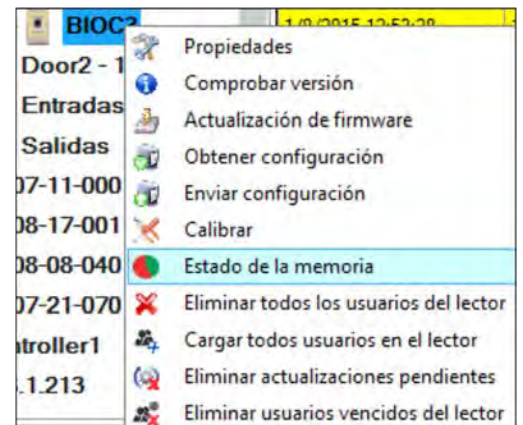 BIOC2
1/8/2015 12:53:28
Door2 - 1
Entradas
Salidas
07-11-000
08-17-001
08-08-040
07-21-070
ntroller1
.1.213
Propiedades
Comprobar versión
Actualización de firmware
Obtener configuración
Enviar configuración
Calibrar
Estado de la memoria
Eliminar todos los usuarios del lector
Cargar todos usuarios en el lector
Eliminar actualizaciones pendientes
Eliminar usuarios vencidos del lector